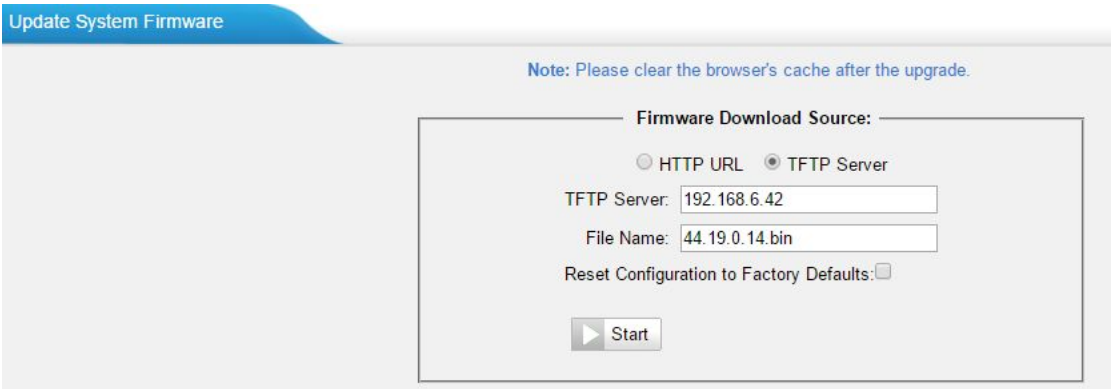 Update System Firmware
Note: Please clear the browser's cache after the upgrade.
Firmware Download Source:
HTTP URL TFTP Server
TFTP Server: 192.168.6.42
File Name: 44.19.0.14.bin
Reset Configuration to Factory Defaults:
Start